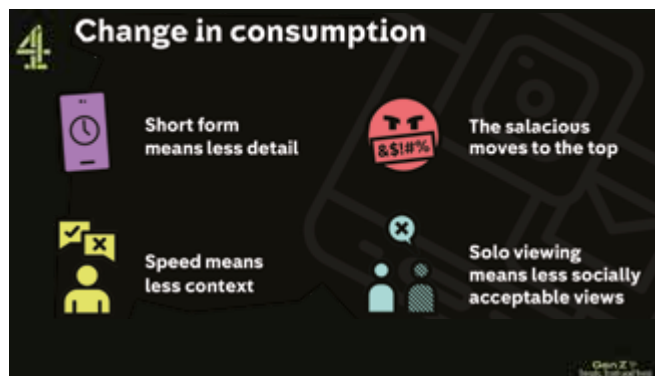 4
Change in consumption
Short form
means less detail
&$!#%
The salacious
moves to the top
Speed means
less context
Solo viewing
means less socially
acceptable views
Gen Z